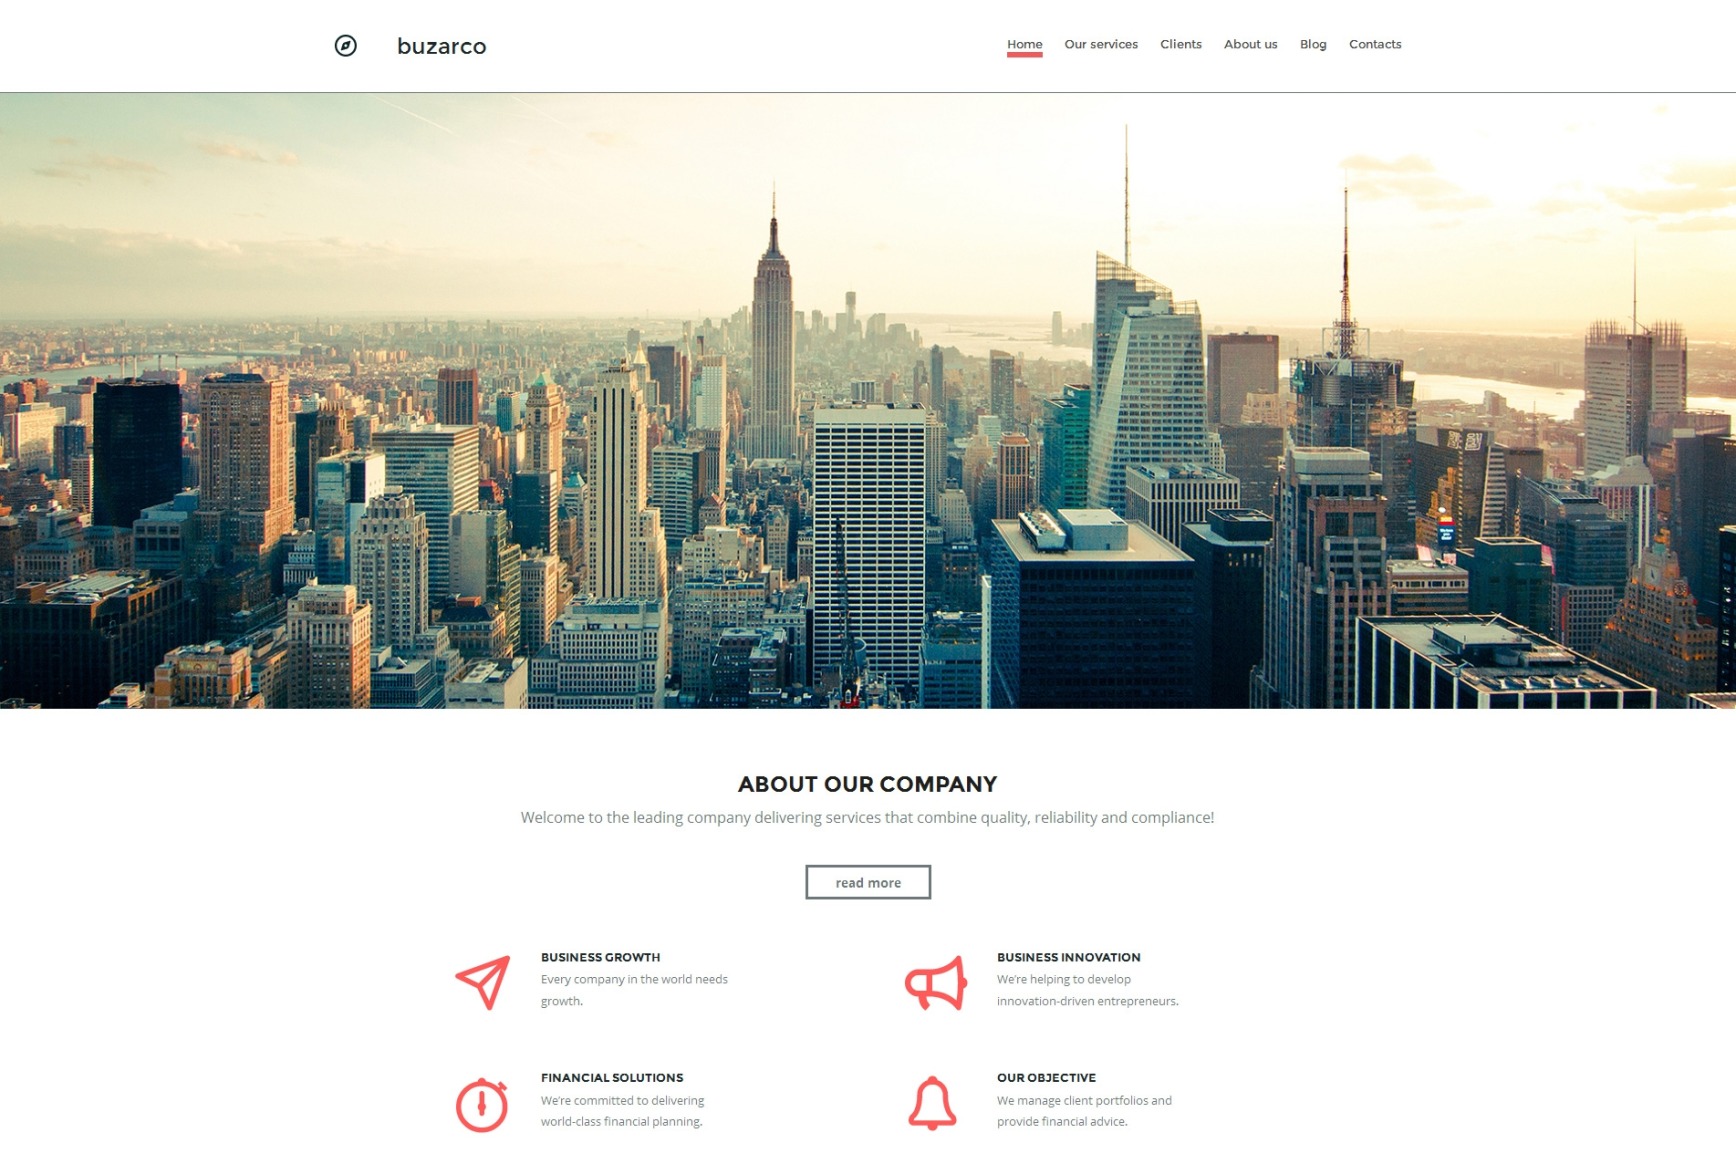 buzarco
Home Our services Clients About us Blog Contacts
ABOUT OUR COMPANY
Welcome to the leading company delivering services that combine quality, reliability and compliance!
read more
BUSINESS GROWTH
Every company in the world needs
growth.
BUSINESS INNOVATION
We're helping to develop
innovation-driven entrepreneurs.
FINANCIAL SOLUTIONS
We're committed to delivering
world-class financial planning.
OUR OBJECTIVE
We manage client portfolios and
provide financial advice.